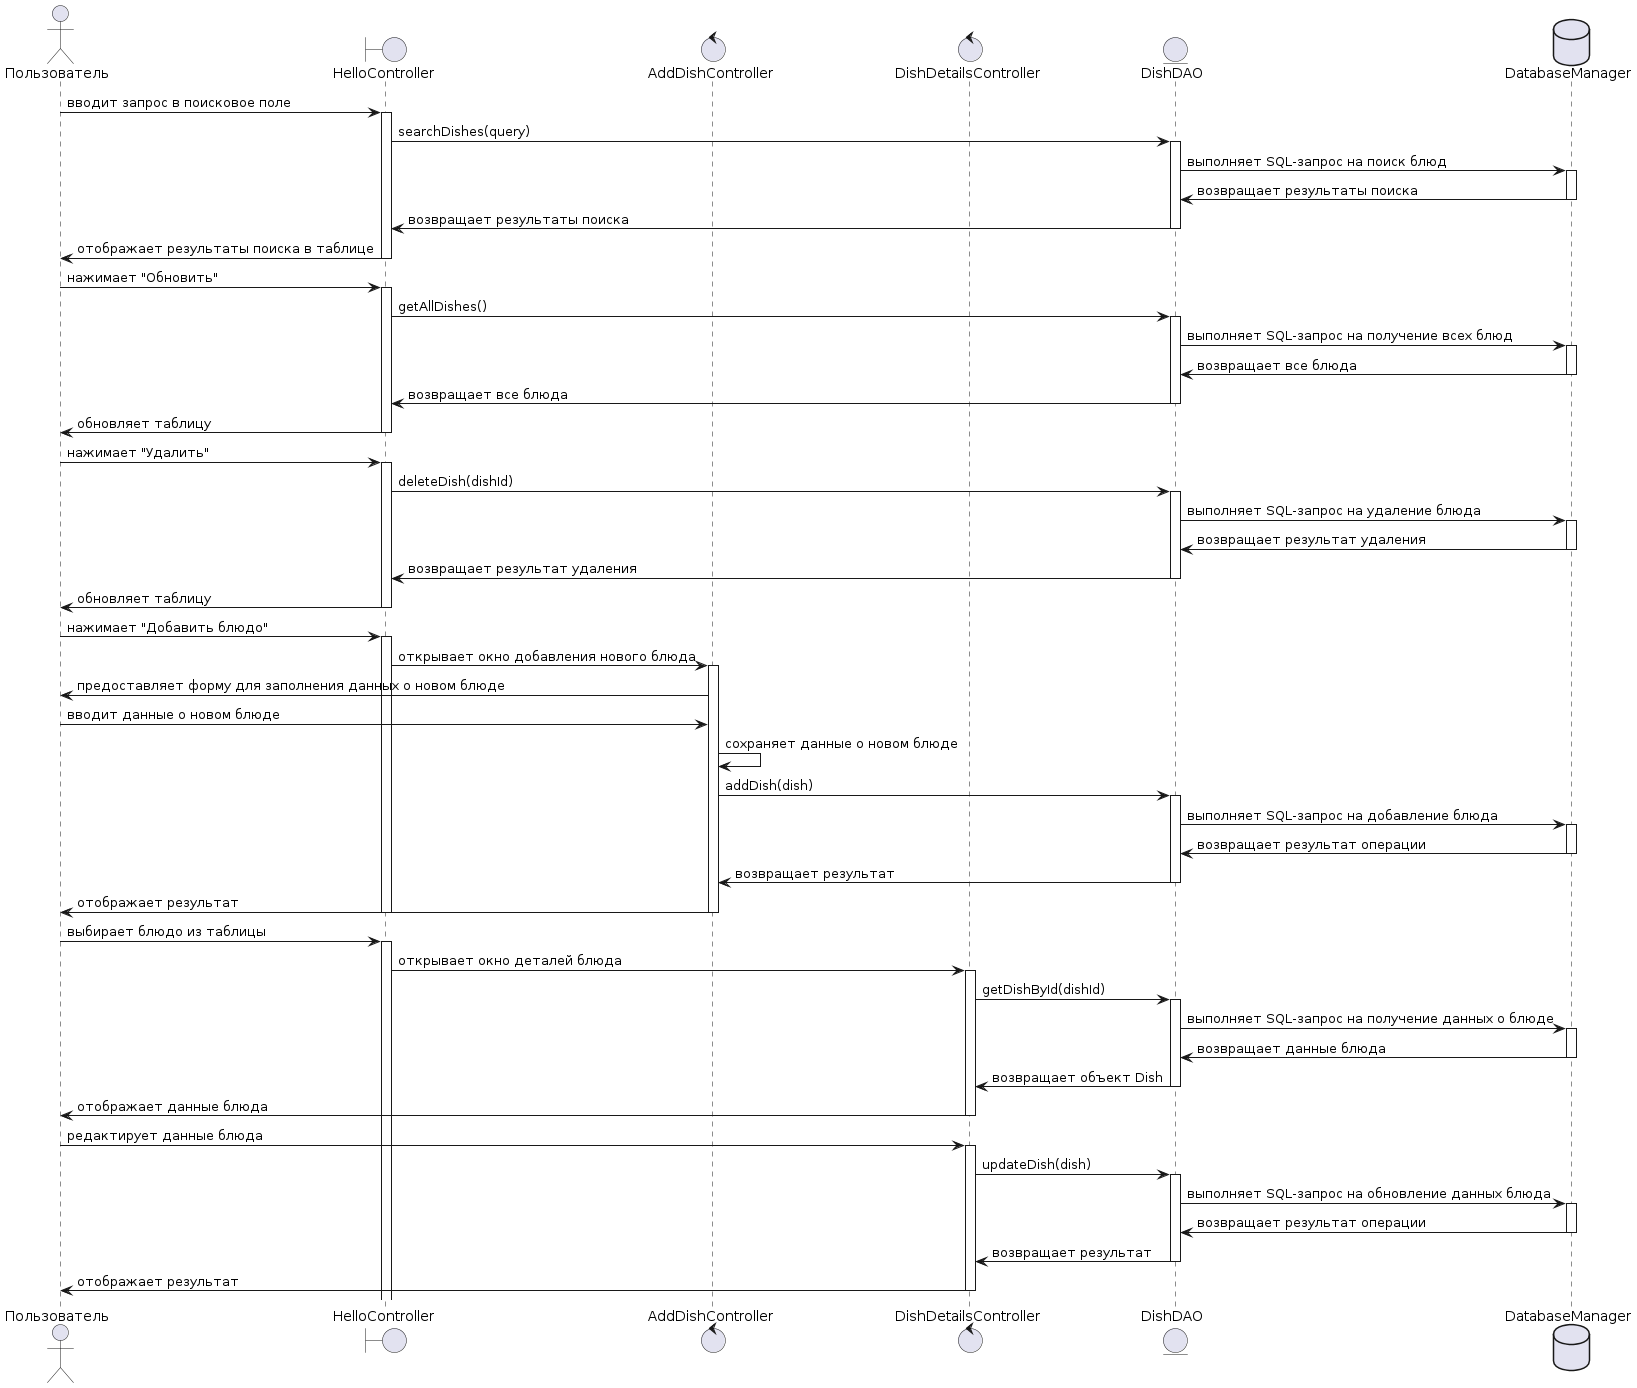 Пользователь
HelloController
AddDishController
DishDetailsController
DishDAO
DatabaseManager
вводит запрос в поисковое поле
searchDishes(query)
выполняет SQL-запрос на поиск блюд
возвращает результаты поиска
возвращает результаты поиска
отображает результаты поиска в таблице
нажимает "Обновить"
getAllDishes()
выполняет SQL-запрос на получение всех блюд
возвращает все блюда
возвращает все блюда
обновляет таблицу
нажимает "Удалить"
deleteDish(dishId)
выполняет SQL-запрос на удаление блюда
возвращает результат удаления
возвращает результат удаления
обновляет таблицу
нажимает "Добавить блюдо"
открывает окно добавления нового блюда
предоставляет форму для заполнения данных о новом блюде
вводит данные о новом блюде
сохраняет данные о новом блюде
addDish(dish)
выполняет SQL-запрос на добавление блюда
возвращает результат операции
возвращает результат
отображает результат
выбирает блюдо из таблицы
открывает окно деталей блюда
getDishById(dishId)
выполняет SQL-запрос на получение данных о блюде
возвращает данные блюда
возвращает объект Dish
отображает данные блюда
редактирует данные блюда
updateDish(dish)
выполняет SQL-запрос на обновление данных блюда
возвращает результат операции
возвращает результат
отображает результат
Пользователь
HelloController
AddDishController
DishDetailsController
DishDAO
DatabaseManager